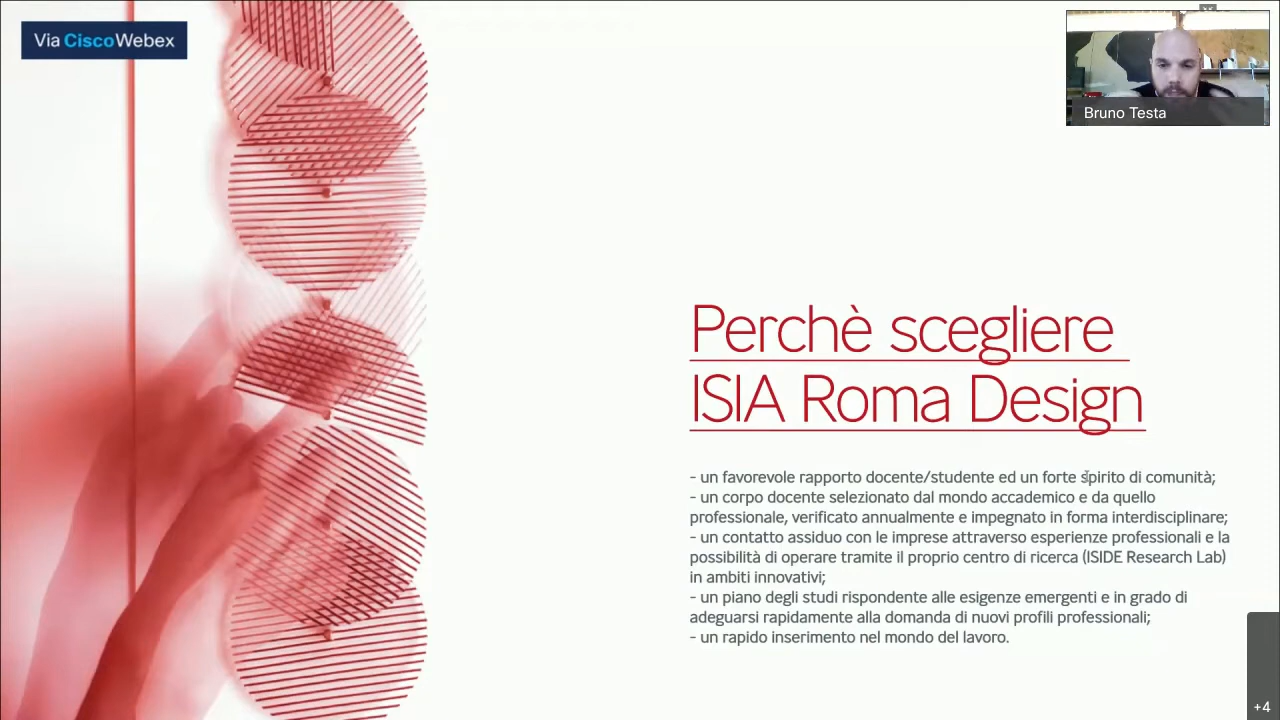 Via Cisco Webex
Bruno Testa
Perchè scegliere
ISIA Roma Design
- un favorevole rapporto docente/studente ed un forte spirito di comunità;
- un corpo docente selezionato dal mondo accademico e da quello
professionale, verificato annualmente e impegnato in forma interdisciplinare;
- un contatto assiduo con le imprese attraverso esperienze professionali e la
possibilità di operare tramite il proprio centro di ricerca (ISIDE Research Lab)
in ambiti innovativi;
- un piano degli studi rispondente alle esigenze emergenti e in grado di
adeguarsi rapidamente alla domanda di nuovi profili professionali;
- un rapido inserimento nel mondo del lavoro.
+4